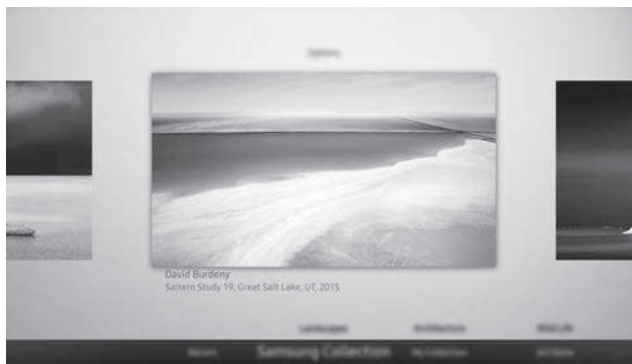 Options
David Burdeny
Saltern Study 19, Great Salt Lake, UT, 2015
Landscapes
Architecture
Wild Life
Recent
Samsung Collection
My Collection